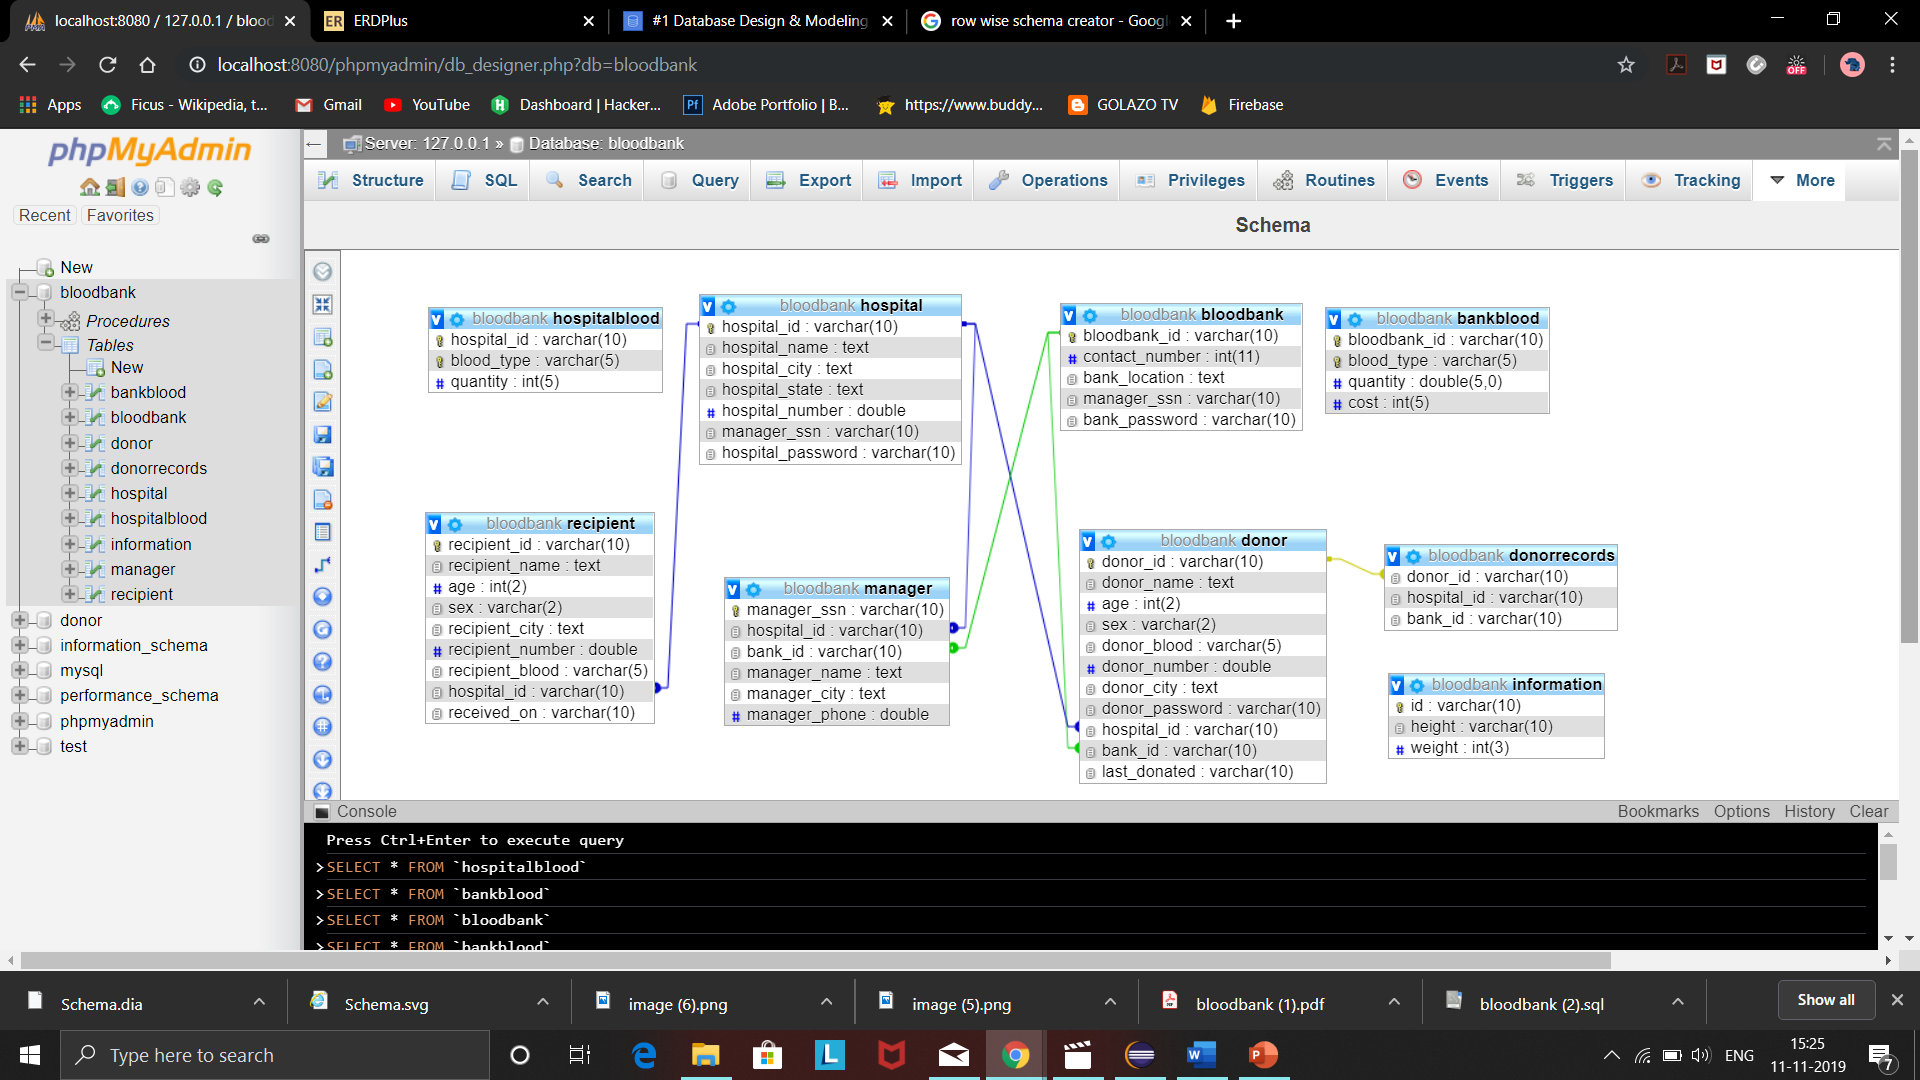 localhost:8080 / 127.0.0.1 / blood
ERDPlus
#1 Database Design & Modeling
row wise schema creator - Googl
localhost:8080/phpmyadmin/db_designer.php?db=bloodbank
OFF
Apps
Ficus - Wikipedia, t...
Gmail
YouTube
Dashboard | Hacker...
Adobe Portfolio | B...
https://www.buddy...
GOLAZO TV
Firebase
phpMyAdmin
Recent
Favorites
New
bloodbank
Procedures
Tables
New
bankblood
bloodbank
donor
donorrecords
hospital
hospitalblood
information
manager
recipient
donor
information_schema
mysql
performance_schema
phpmyadmin
test
Server: 127.0.0.1 » Database: bloodbank
Structure
SQL
Search
Query
Export
Import
Operations
Privileges
Routines
Events
Triggers
Tracking
More
Schema
v bloodbank hospitalblood
hospital_id : varchar(10)
blood_type : varchar(5)
# quantity : int(5)
v bloodbank hospital
hospital_id : varchar(10)
hospital_name : text
hospital_city : text
hospital_state : text
# hospital_number : double
manager_ssn : varchar(10)
hospital_password : varchar(10)
v bloodbank bloodbank
bloodbank_id : varchar(10)
# contact_number : int(11)
bank_location : text
manager_ssn : varchar(10)
bank_password : varchar(10)
v bloodbank bankblood
bloodbank_id : varchar(10)
blood_type : varchar(5)
# quantity : double(5,0)
# cost : int(5)
v bloodbank recipient
recipient_id : varchar(10)
recipient_name : text
# age : int(2)
sex : varchar(2)
recipient_city : text
# recipient_number : double
recipient_blood : varchar(5)
hospital_id : varchar(10)
received_on : varchar(10)
v bloodbank manager
manager_ssn : varchar(10)
hospital_id : varchar(10)
bank_id : varchar(10)
manager_name : text
manager_city : text
# manager_phone : double
v bloodbank donor
donor_id : varchar(10)
donor_name : text
# age : int(2)
sex : varchar(2)
donor_blood : varchar(5)
# donor_number : double
donor_city : text
donor_password : varchar(10)
hospital_id : varchar(10)
bank_id : varchar(10)
last_donated : varchar(10)
v bloodbank donorrecords
donor_id : varchar(10)
hospital_id : varchar(10)
bank_id : varchar(10)
v bloodbank information
id : varchar(10)
height : varchar(10)
# weight : int(3)
Console
Bookmarks
Options
History
Clear
Press Ctrl+Enter to execute query
>SELECT * FROM `hospitalblood`
>SELECT * FROM `bankblood`
>SELECT * FROM `bloodbank`
>SELECT * FROM `bankblood`
Schema.dia
Schema.svg
image (6).png
image (5).png
bloodbank (1).pdf
bloodbank (2).sql
Show all
Type here to search
ENG
15:25
11-11-2019
7